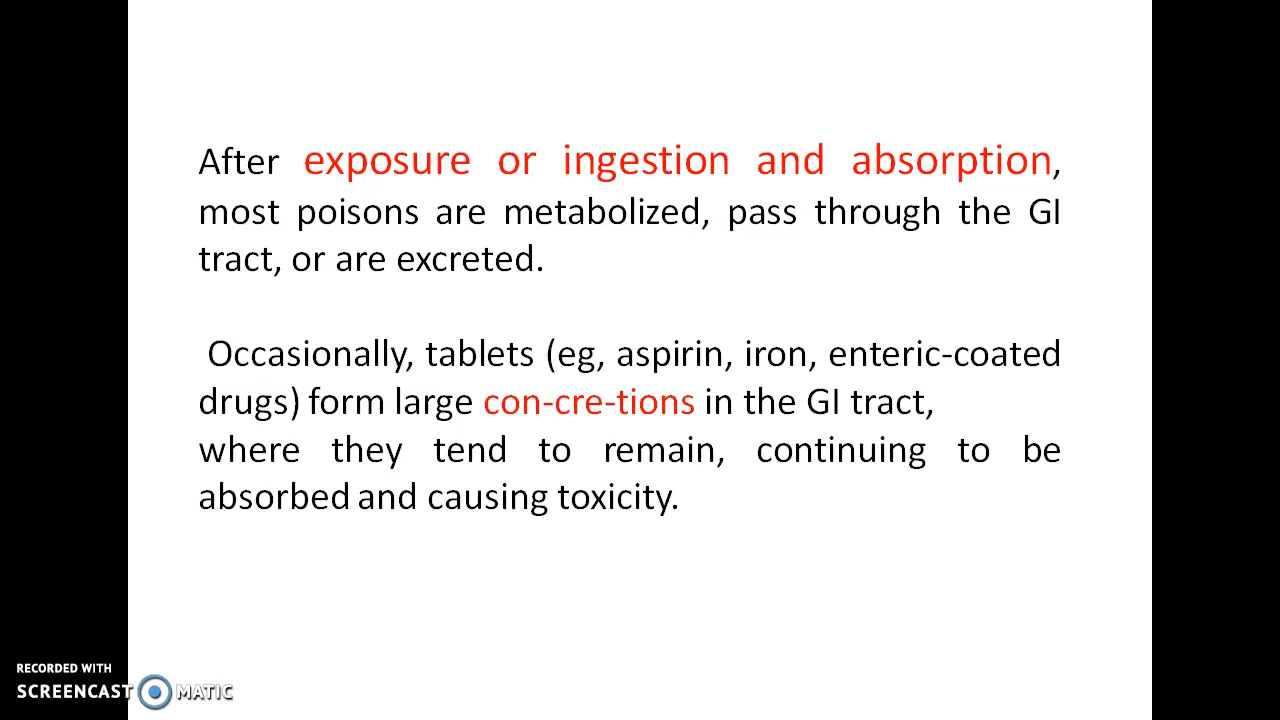 After exposure or ingestion and absorption,
most poisons are metabolized, pass through the GI
tract, or are excreted.
Occasionally, tablets (eg, aspirin, iron, enteric-coated
drugs) form large con-cre-tions in the GI tract,
where they tend to remain, continuing to be
absorbed and causing toxicity.
RECORDED WITH
SCREENCAST MATIC